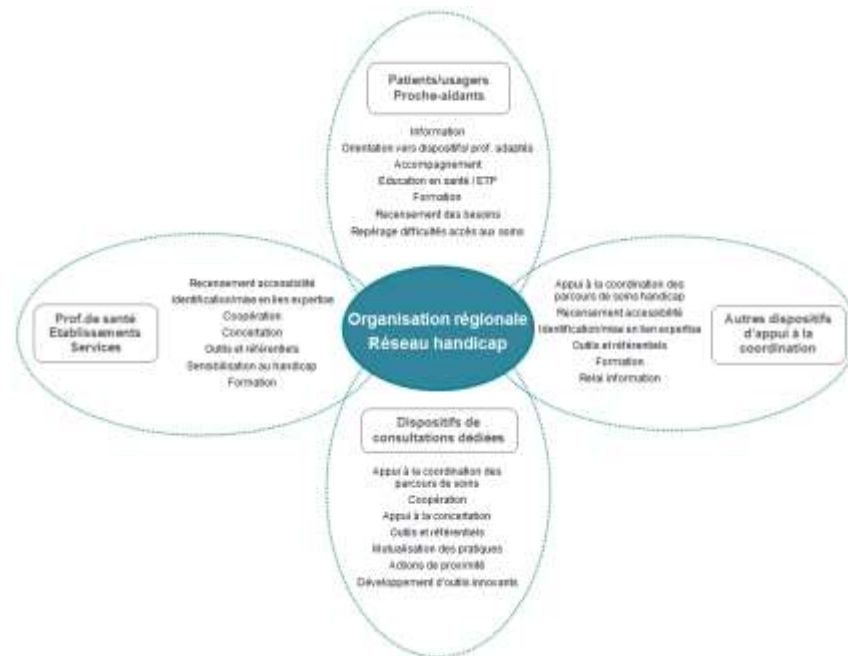 Patients/usagers
Proche-aidants
Information
Orientation vers dispositifs/ prof. adaptés
Accompagnement
Education en santé / ETP
Formation
Recensement des besoins
Repérage difficultés accès aux soins
Prof.de santé
Etablissements
Services
Recensement accessibilité
Identification/mise en lien expertise
Coopération
Concertation
Outils et référentiels
Sensibilisation au handicap
Formation
Organisation régionale
Réseau handicap
Appui à la coordination des
parcours de soins handicap
Recensement accessibilité
Identification/mise en lien expertise
Outils et référentiels
Formation
Relai information
Autres dispositifs
d'appui à la
coordination
Dispositifs de
consultations dédiées
Appui à la coordination des
parcours de soins
Coopération
Appui à la concertation
Outils et référentiels
Mutualisation des pratiques
Actions de proximité
Développement d'outils innovants